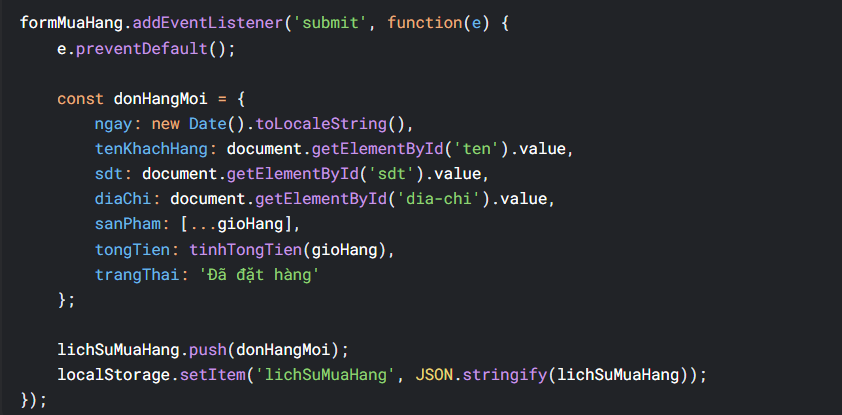 formMuaHang.addEventListener('submit', function(e) {
    e.preventDefault();

    const donHangMoi = {
        ngay: new Date().toLocaleString(),
        tenKhachHang: document.getElementById('ten').value,
        sdt: document.getElementById('sdt').value,
        diaChi: document.getElementById('dia-chi').value,
        sanPham: [...gioHang],
        tongTien: tinhTongTien(gioHang),
        trangThai: 'Đã đặt hàng'
    };

    lichSuMuaHang.push(donHangMoi);
    localStorage.setItem('lichSuMuaHang', JSON.stringify(lichSuMuaHang));
});